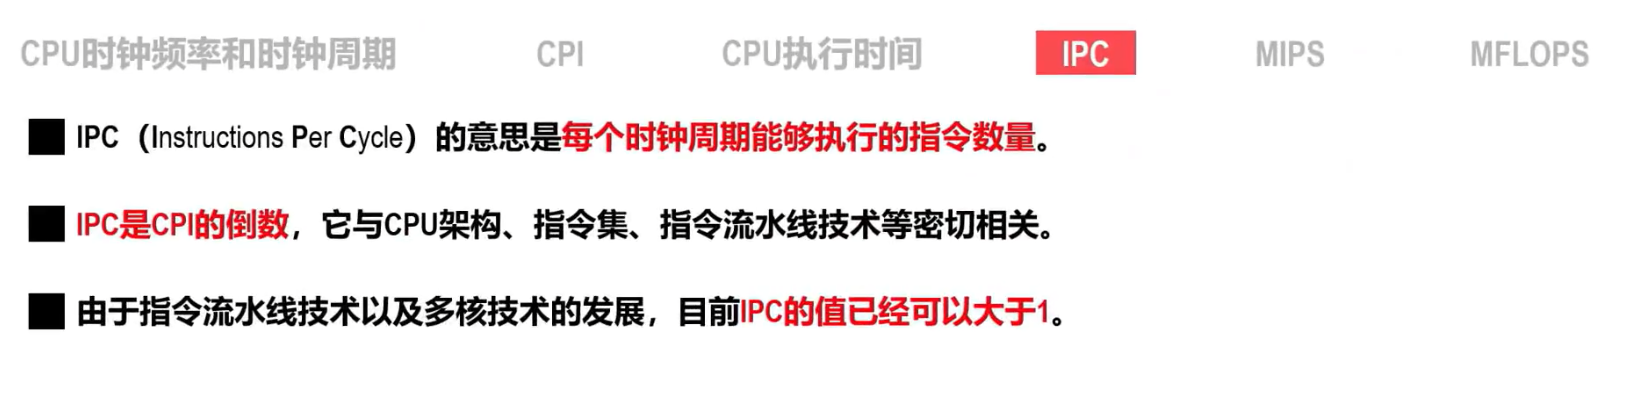 CPU时钟频率和时钟周期 CPI CPU执行时间 IPC MIPS MFLOPS
IPC（Instructions Per Cycle）的意思是每个时钟周期能够执行的指令数量。
IPC是CPI的倒数，它与CPU架构、指令集、指令流水线技术等密切相关。
由于指令流水线技术以及多核技术的发展，目前IPC的值已经可以大于1。